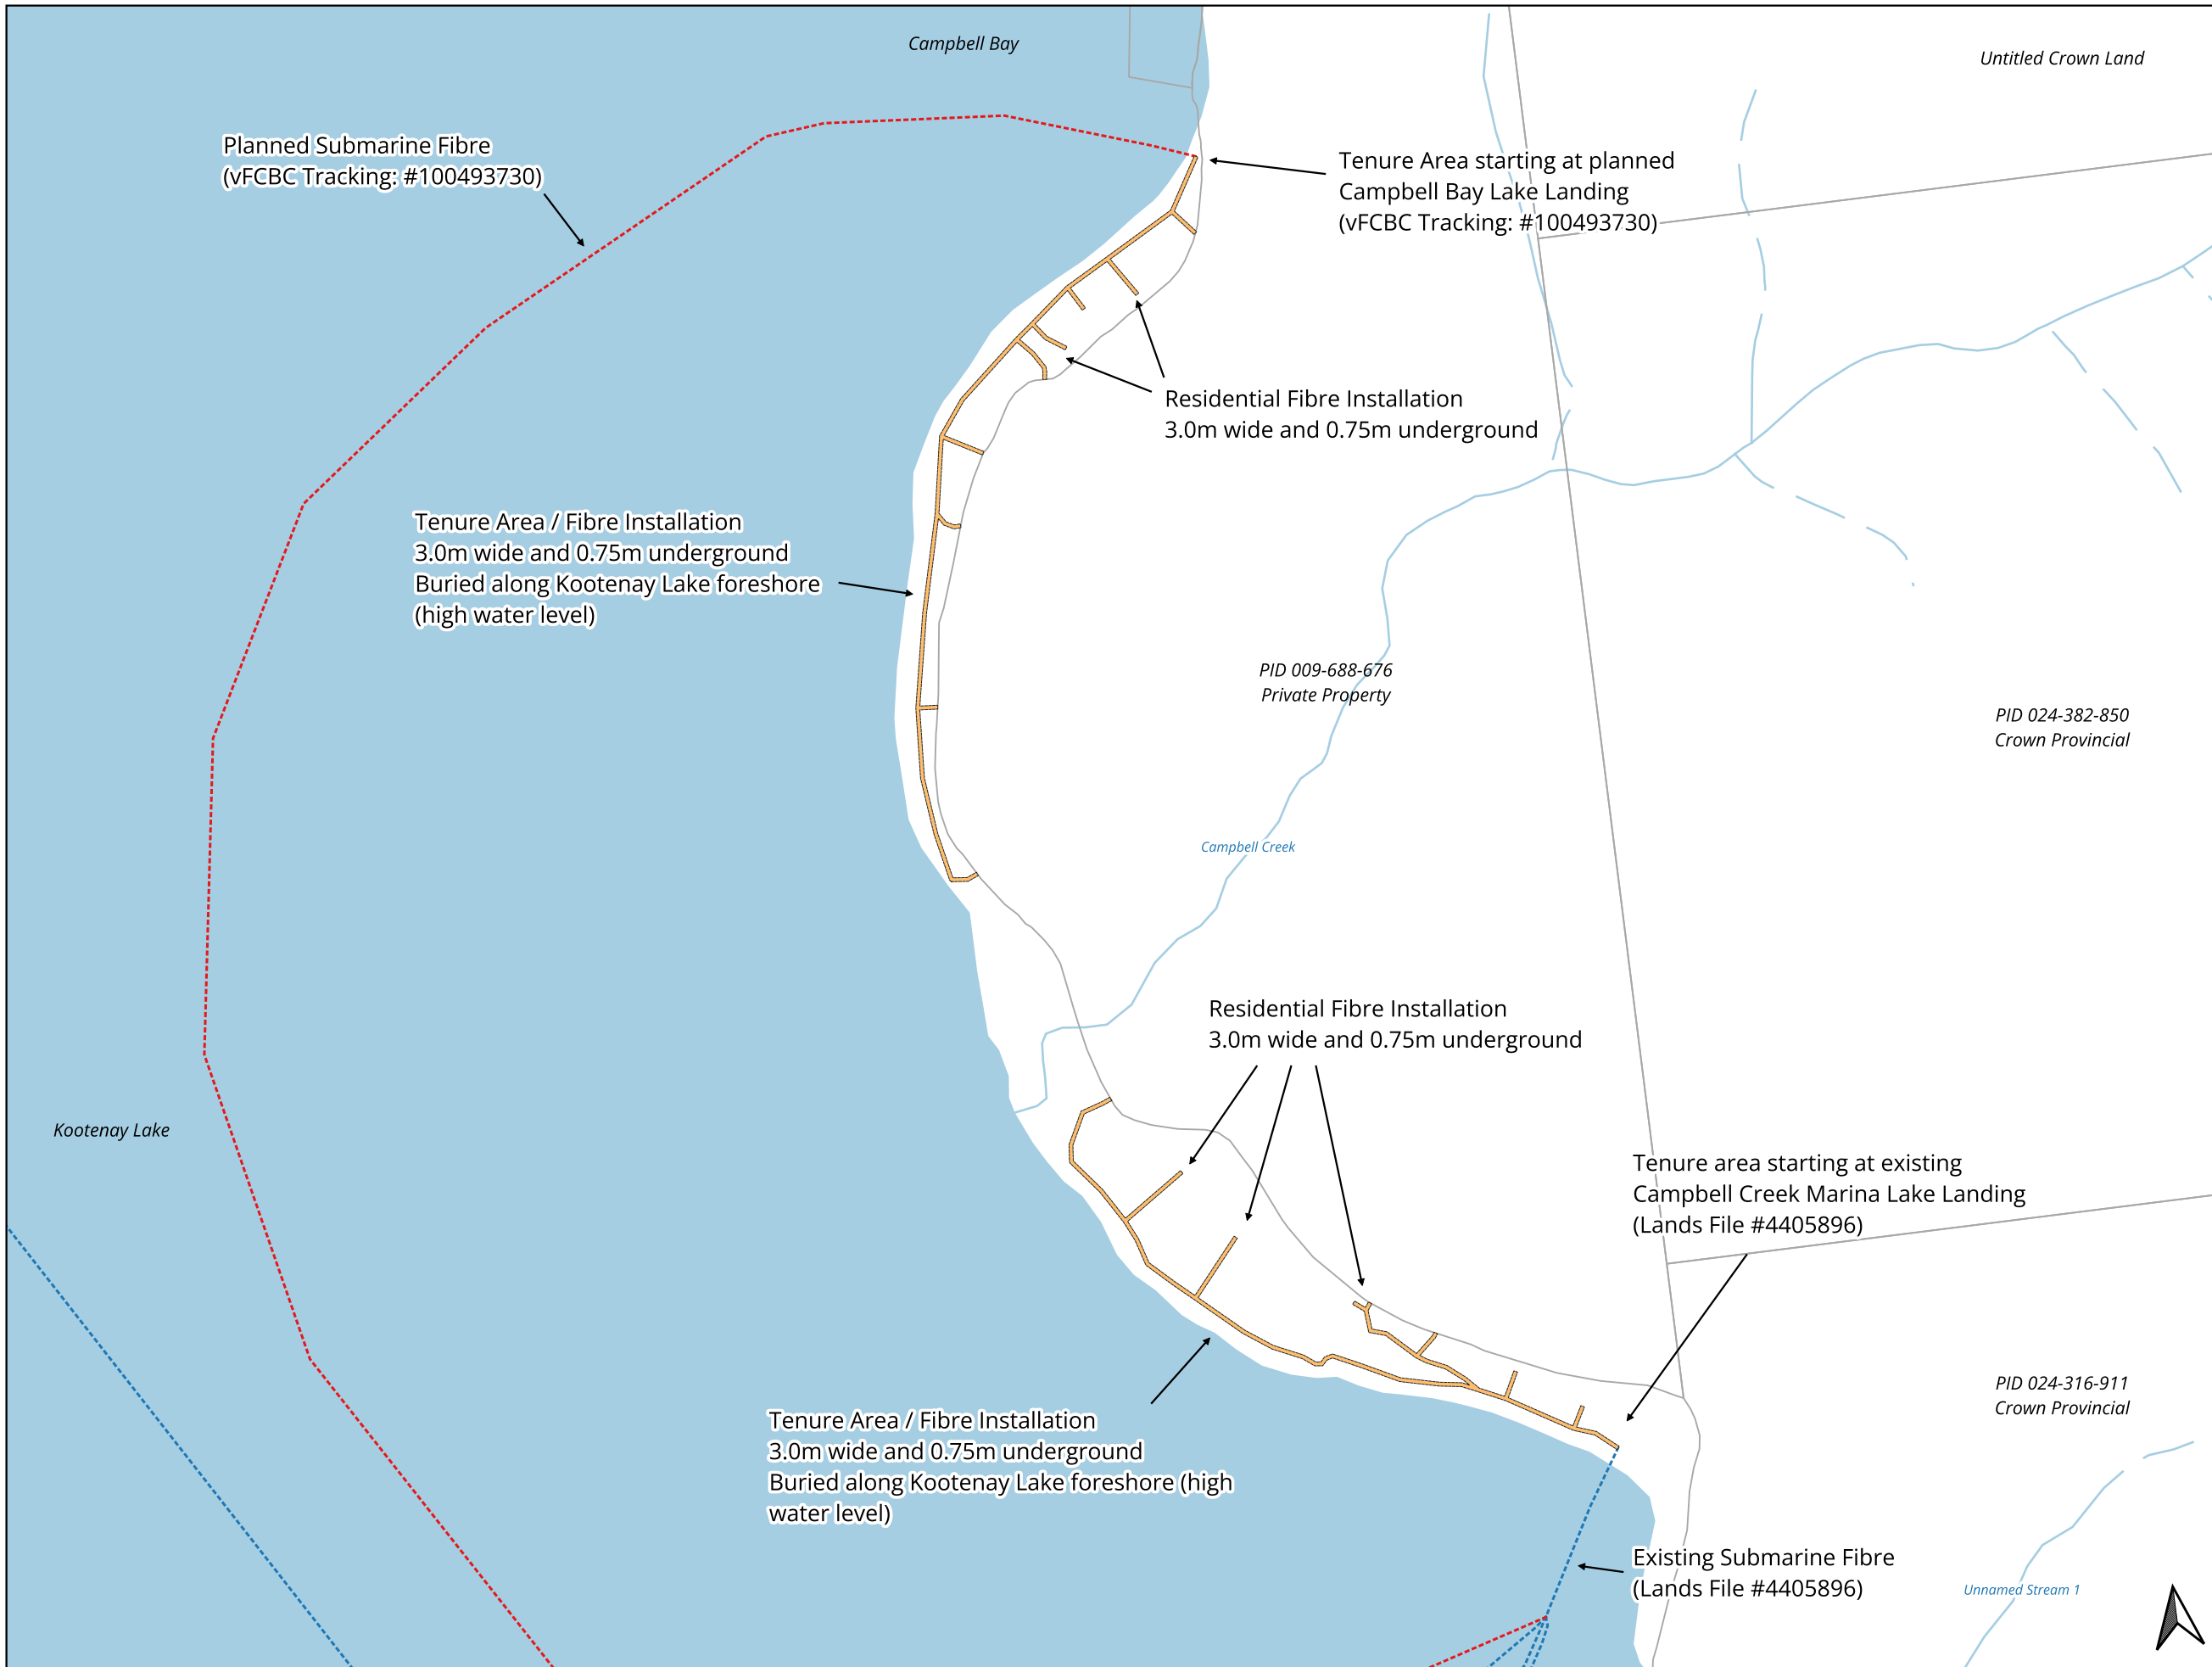 Campbell Bay
Untitled Crown Land
Planned Submarine Fibre
(vFCBC Tracking: #100493730)
Tenure Area starting at planned
Campbell Bay Lake Landing
(vFCBC Tracking: #100493730)
Residential Fibre Installation
3.0m wide and 0.75m underground
Tenure Area / Fibre Installation
3.0m wide and 0.75m underground
Buried along Kootenay Lake foreshore
(high water level)
PID 009-688-676
Private Property
PID 024-382-850
Crown Provincial
Campbell Creek
Residential Fibre Installation
3.0m wide and 0.75m underground
Kootenay Lake
Tenure area starting at existing
Campbell Creek Marina Lake Landing
(Lands File #4405896)
PID 024-316-911
Crown Provincial
Tenure Area / Fibre Installation
3.0m wide and 0.75m underground
Buried along Kootenay Lake foreshore (high
water level)
Existing Submarine Fibre
(Lands File #4405896)
Unnamed Stream 1